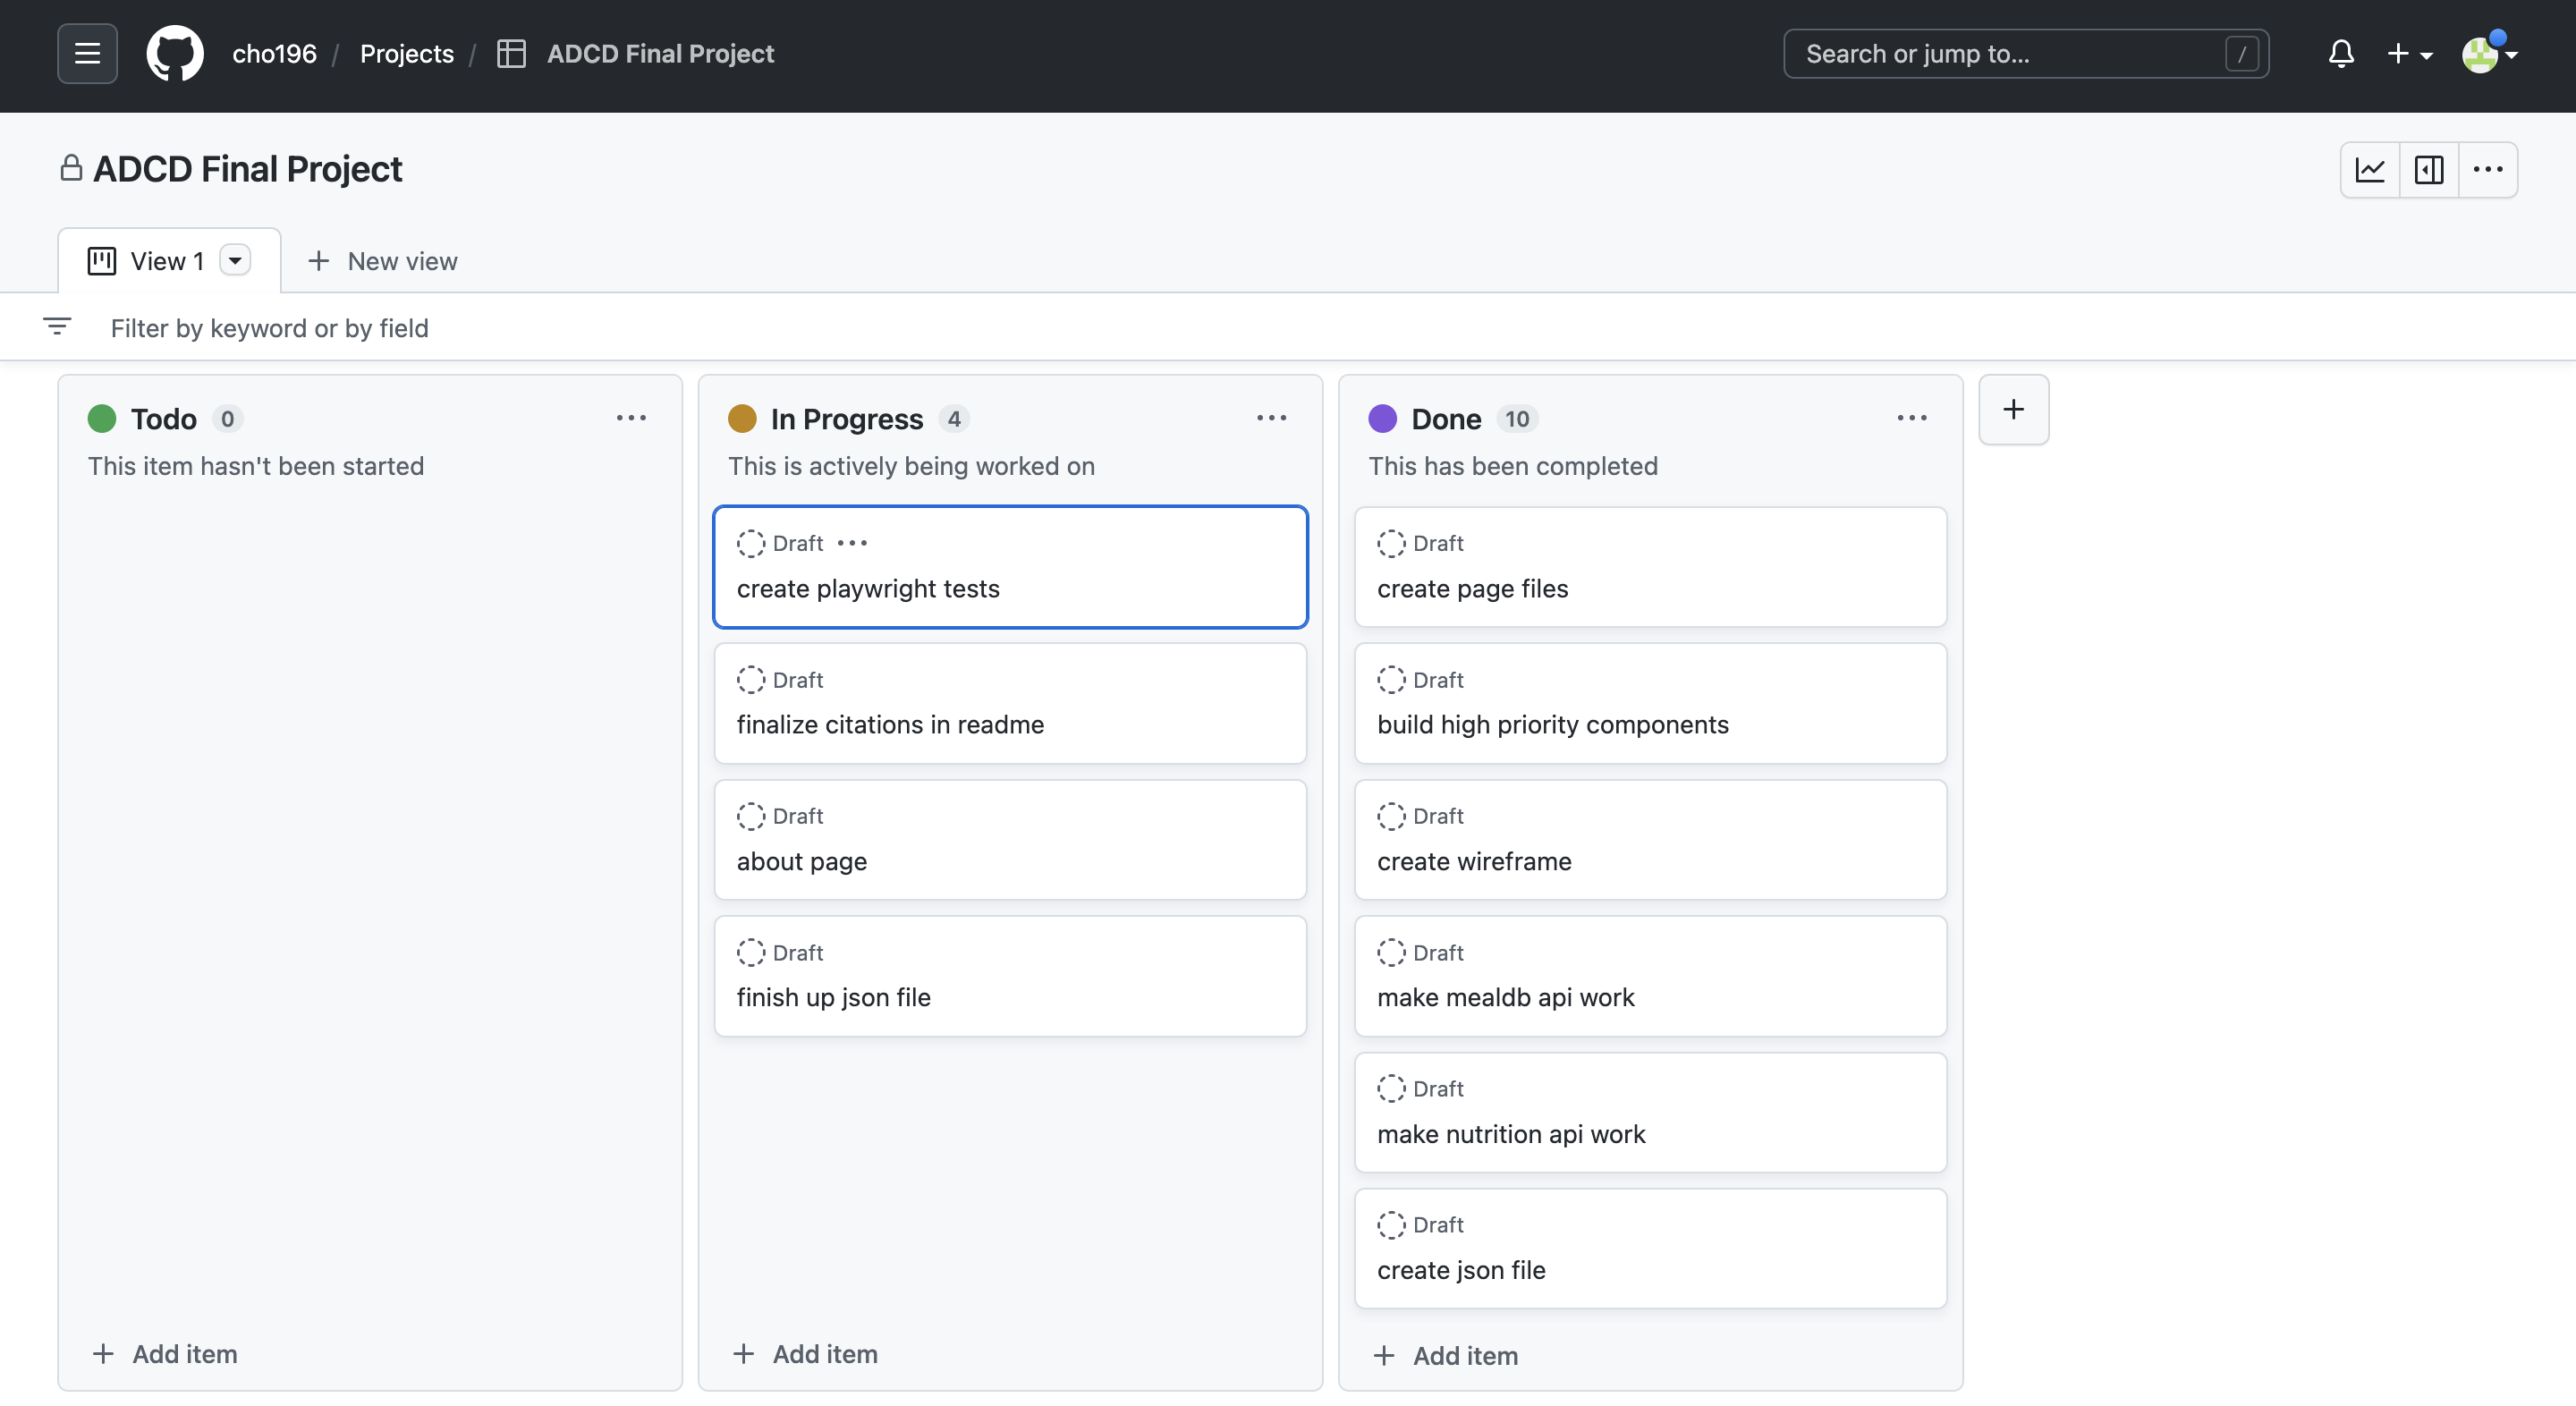 cho196 / Projects / ADCD Final Project
Search or jump to... /
ADCD Final Project
View 1
New view
Filter by keyword or by field
Todo 0
This item hasn't been started
Add item
In Progress 4
This is actively being worked on
Draft
create playwright tests
Draft
finalize citations in readme
Draft
about page
Draft
finish up json file
Add item
Done 10
This has been completed
Draft
create page files
Draft
build high priority components
Draft
create wireframe
Draft
make mealdb api work
Draft
make nutrition api work
Draft
create json file
Add item